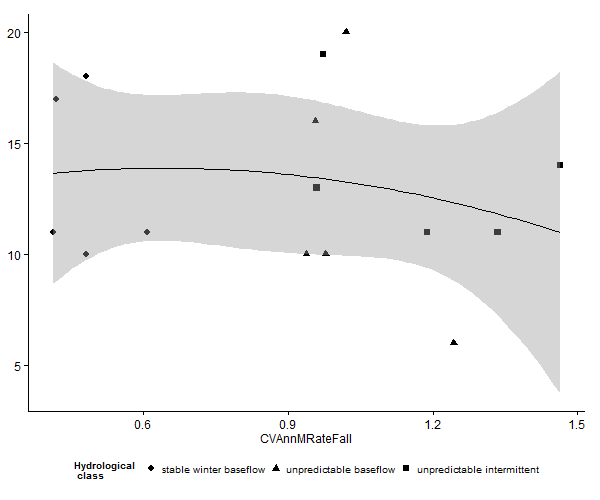 20
15
10
5
0.6 0.9 1.2 1.5
CVAnnMRateFall
Hydrological
class
stable winter baseflow unpredictable baseflow unpredictable intermittent